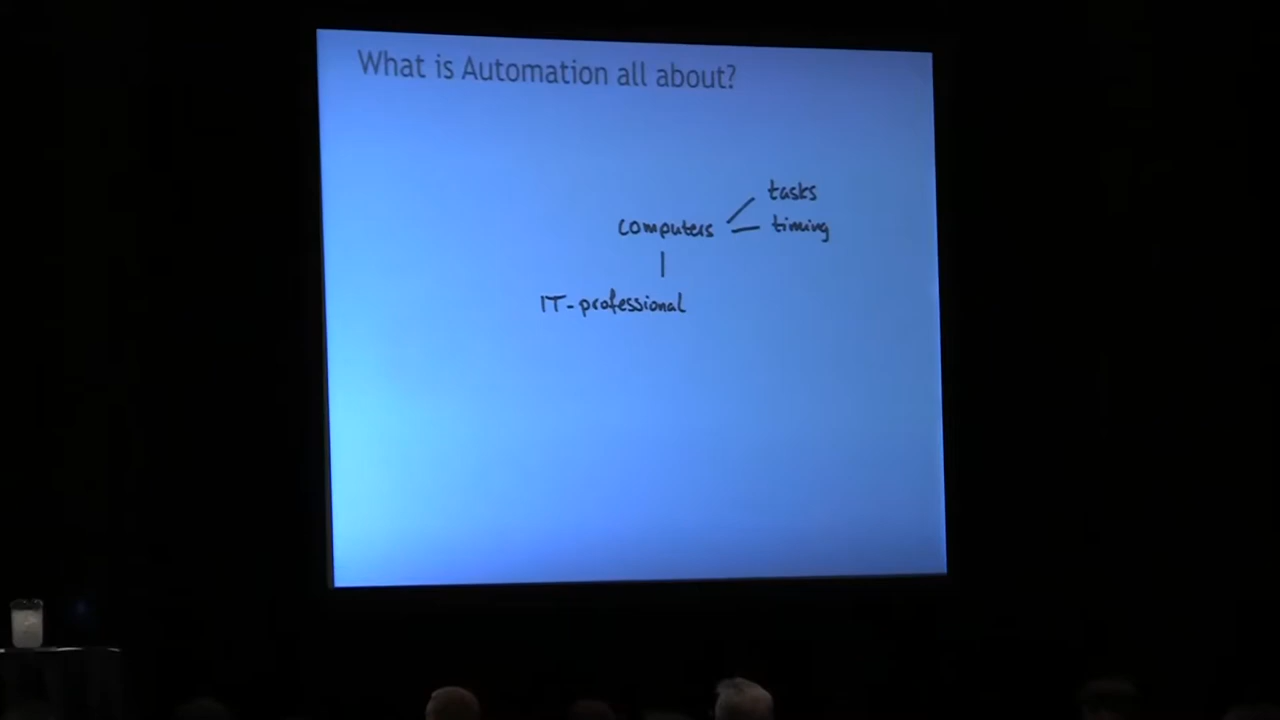 What is Automation all about?
tasks
computers
timing
IT-professional